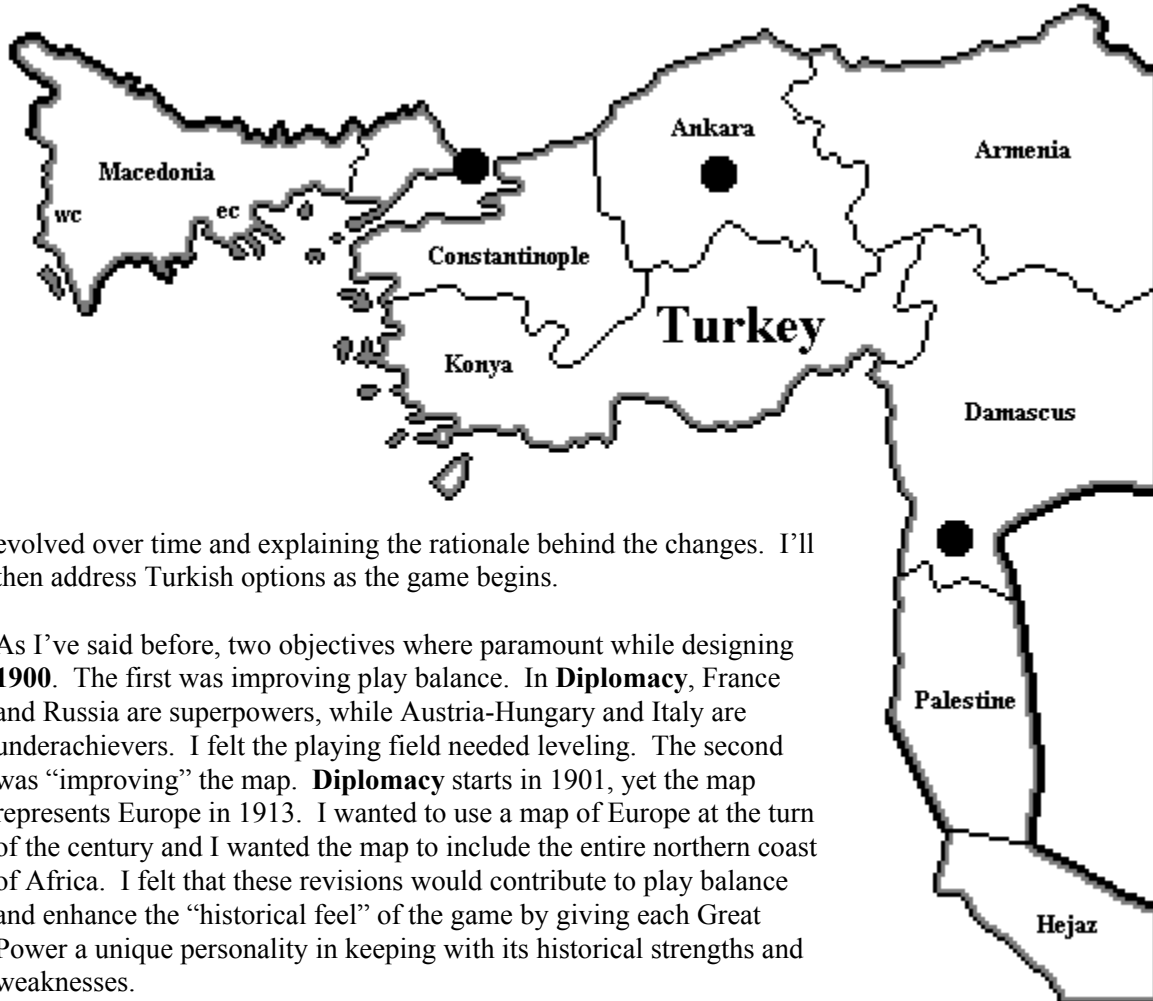 Ankara
Armenia
Macedonia
wc
ec
Constantinople
Turkey
Konya
Damascus
evolved over time and explaining the rationale behind the changes.  I’ll
then address Turkish options as the game begins.
As I’ve said before, two objectives where paramount while designing
1900.  The first was improving play balance.  In Diplomacy, France
and Russia are superpowers, while Austria-Hungary and Italy are
underachievers.  I felt the playing field needed leveling.  The second
was “improving” the map.  Diplomacy starts in 1901, yet the map
represents Europe in 1913.  I wanted to use a map of Europe at the turn
of the century and I wanted the map to include the entire northern coast
of Africa.  I felt that these revisions would contribute to play balance
and enhance the “historical feel” of the game by giving each Great
Power a unique personality in keeping with its historical strengths and
weaknesses.
Palestine
Hejaz